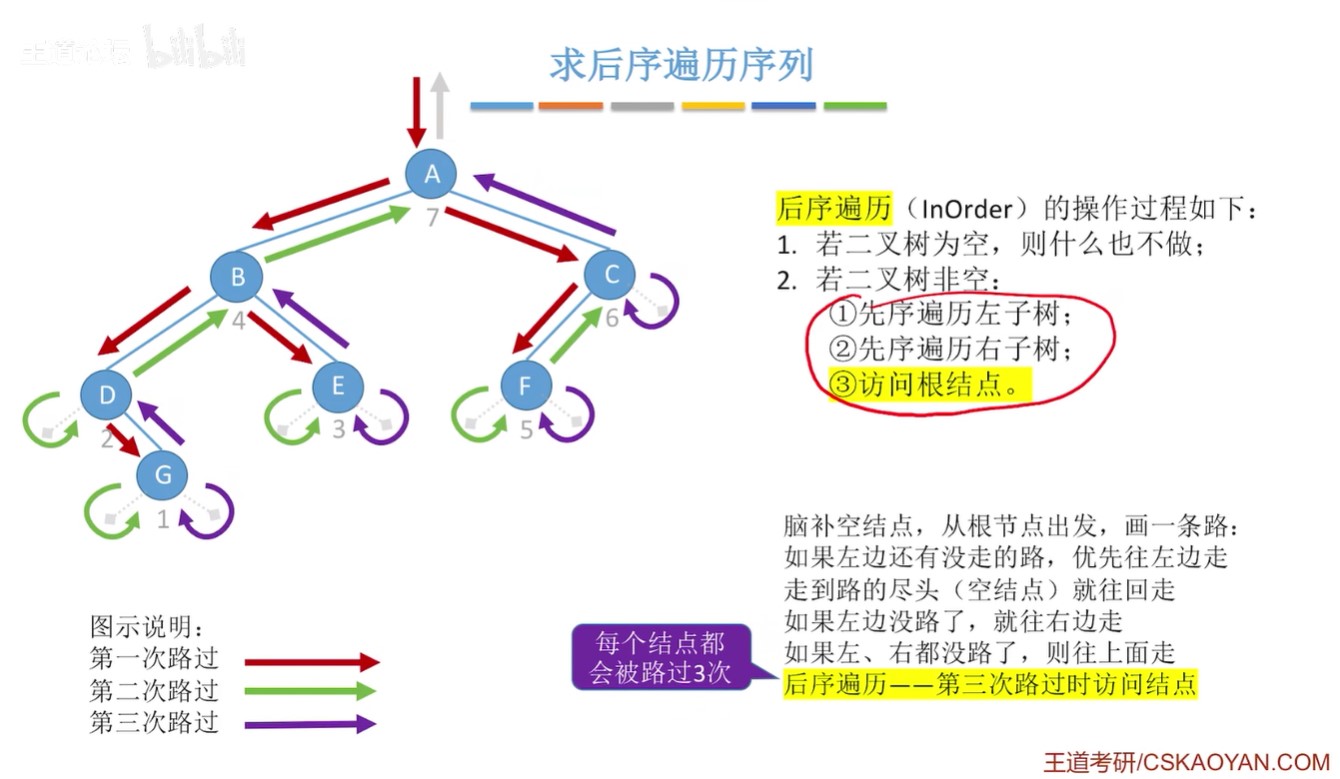 王道论坛 bilibili
求后序遍历序列
A
7
B
4
C
6
D
2
E
3
F
5
G
1
后序遍历（InOrder）的操作过程如下：
1. 若二叉树为空，则什么也不做；
2. 若二叉树非空：
①先序遍历左子树；
②先序遍历右子树；
③访问根结点。
脑补空结点，从根节点出发，画一条路：
如果左边还有没走的路，优先往左边走
走到路的尽头（空结点）就往回走
如果左边没路了，就往右边走
如果左、右都没路了，则往上面走
后序遍历——第三次路过时访问结点
每个结点都
会被路过3次
图示说明：
第一次路过
第二次路过
第三次路过
王道考研/CSKAOYAN.COM